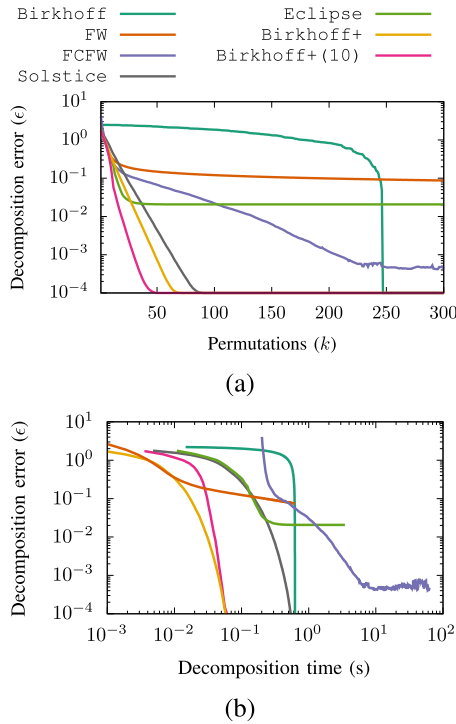 Birkhoff
FW
FCFW
Solstice
Eclipse
Birkhoff+
Birkhoff+(10)
Decomposition error (ϵ)
10^1
10^0
10^-1
10^-2
10^-3
10^-4
50 100 150 200 250 300
Permutations (k)
(a)
Decomposition error (ϵ)
10^1
10^0
10^-1
10^-2
10^-3
10^-4
10^-3 10^-2 10^-1 10^0 10^1 10^2
Decomposition time (s)
(b)